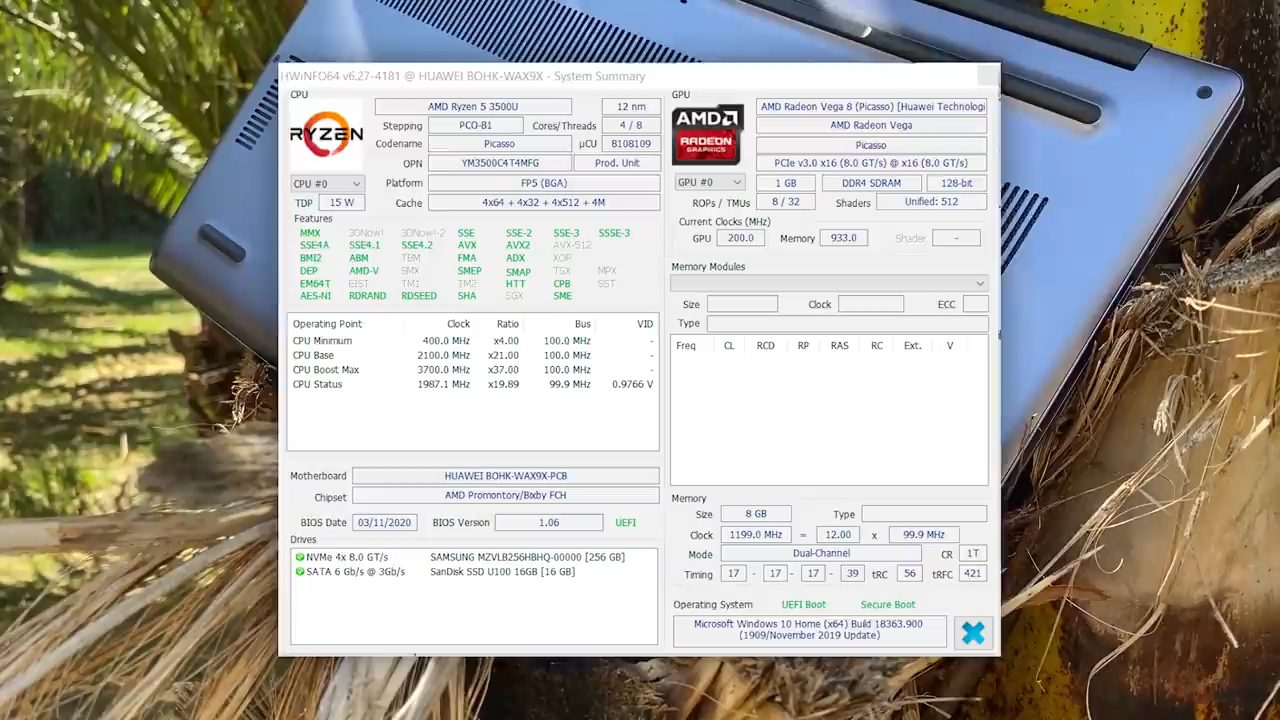 HWiNFO64 v6.27-4181 @ HUAWEI BOHK-WAX9X - System Summary
CPU
RYZEN
AMD Ryzen 5 3500U
12 nm
Stepping
PCO-B1
Cores/Threads
4 / 8
Codename
Picasso
µCU
8108109
OPN
YM3500C4T4MFG
Prod. Unit
CPU #0
Platform
FP5 (BGA)
TDP
15 W
Cache
4x64 + 4x32 + 4x512 + 4M
Features
MMX 3DNow! 3DNow!-2 SSE SSE-2 SSE-3 SSSE-3
SSE4A SSE4.1 SSE4.2 AVX AVX2 AVX-512
BMI2 ABM TBM FMA ADX XOP
DEP AMD-V SMX SMEP SMAP TSX MPX
EM64T EIST TM1 TM2 HTT CPB SST
AES-NI RDRAND RDSEED SHA SGX SME
Operating Point Clock Ratio Bus VID
CPU Minimum 400.0 MHz x4.00 100.0 MHz -
CPU Base 2100.0 MHz x21.00 100.0 MHz -
CPU Boost Max 3700.0 MHz x37.00 100.0 MHz -
CPU Status 1987.1 MHz x19.89 99.9 MHz 0.9766 V
Motherboard
HUAWEI BOHK-WAX9X-PCB
Chipset
AMD Promontory/Bixby FCH
BIOS Date
03/11/2020
BIOS Version
1.06
UEFI
Drives
NVMe 4x 8.0 GT/s SAMSUNG MZVLB256HBHQ-00000 [256 GB]
SATA 6 Gb/s @ 3Gb/s SanDisk SSD U100 16GB [16 GB]
GPU
AMD
RADEON
GRAPHICS
AMD Radeon Vega 8 (Picasso) [Huawei Technologi
AMD Radeon Vega
Picasso
PCIe v3.0 x16 (8.0 GT/s) @ x16 (8.0 GT/s)
GPU #0
1 GB
DDR4 SDRAM
128-bit
ROPs / TMUs
8 / 32
Shaders
Unified: 512
Current Clocks (MHz)
GPU
200.0
Memory
933.0
Shader
-
Memory Modules
Size
Clock
ECC
Type
Freq CL RCD RP RAS RC Ext. V
Memory
Size
8 GB
Type
Clock
1199.0 MHz
=
12.00
x
99.9 MHz
Mode
Dual-Channel
CR
1T
Timing
17 - 17 - 17 - 39
tRC
56
tRFC
421
Operating System
UEFI Boot
Secure Boot
Microsoft Windows 10 Home (x64) Build 18363.900
(1909/November 2019 Update)